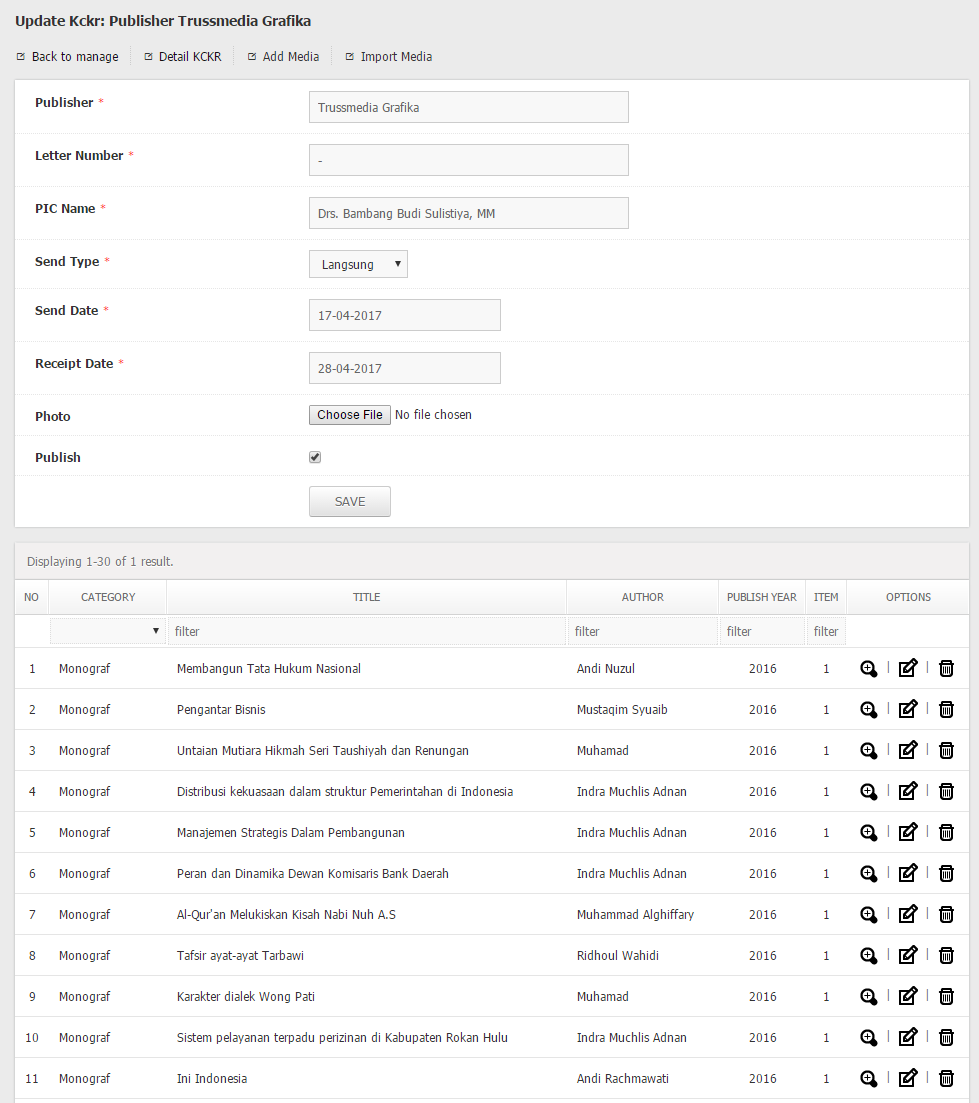 Update Kckr: Publisher Trussmedia Grafika
Back to manage Detail KCKR Add Media Import Media
Publisher * Trussmedia Grafika
Letter Number * -
PIC Name * Drs. Bambang Budi Sulistiya, MM
Send Type * Langsung
Send Date * 17-04-2017
Receipt Date * 28-04-2017
Photo Choose File No file chosen
Publish
SAVE
Displaying 1-30 of 1 result.
NO CATEGORY TITLE AUTHOR PUBLISH YEAR ITEM OPTIONS
filter filter filter filter
1 Monograf Membangun Tata Hukum Nasional Andi Nuzul 2016 1 | |
2 Monograf Pengantar Bisnis Mustaqim Syuaib 2016 1 | |
3 Monograf Untaian Mutiara Hikmah Seri Taushiyah dan Renungan Muhamad 2016 1 | |
4 Monograf Distribusi kekuasaan dalam struktur Pemerintahan di Indonesia Indra Muchlis Adnan 2016 1 | |
5 Monograf Manajemen Strategis Dalam Pembangunan Indra Muchlis Adnan 2016 1 | |
6 Monograf Peran dan Dinamika Dewan Komisaris Bank Daerah Indra Muchlis Adnan 2016 1 | |
7 Monograf Al-Qur'an Melukiskan Kisah Nabi Nuh A.S Muhammad Alghiffary 2016 1 | |
8 Monograf Tafsir ayat-ayat Tarbawi Ridhoul Wahidi 2016 1 | |
9 Monograf Karakter dialek Wong Pati Muhamad 2016 1 | |
10 Monograf Sistem pelayanan terpadu perizinan di Kabupaten Rokan Hulu Indra Muchlis Adnan 2016 1 | |
11 Monograf Ini Indonesia Andi Rachmawati 2016 1 | |